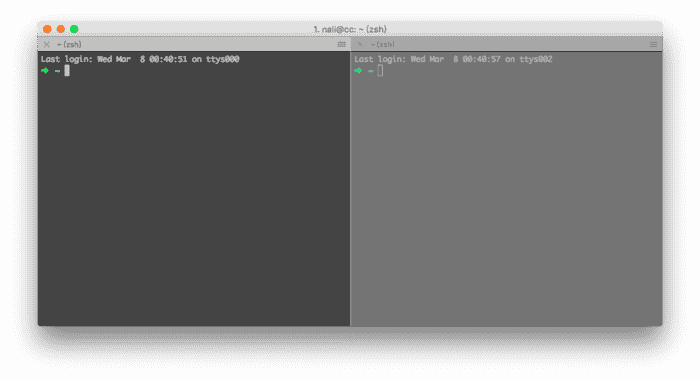 1. nali@cc: ~ (zsh)
~ (zsh)
~ (zsh)
Last login: Wed Mar  8 00:40:51 on ttys000
➜ ~
Last login: Wed Mar  8 00:40:57 on ttys002
➜ ~